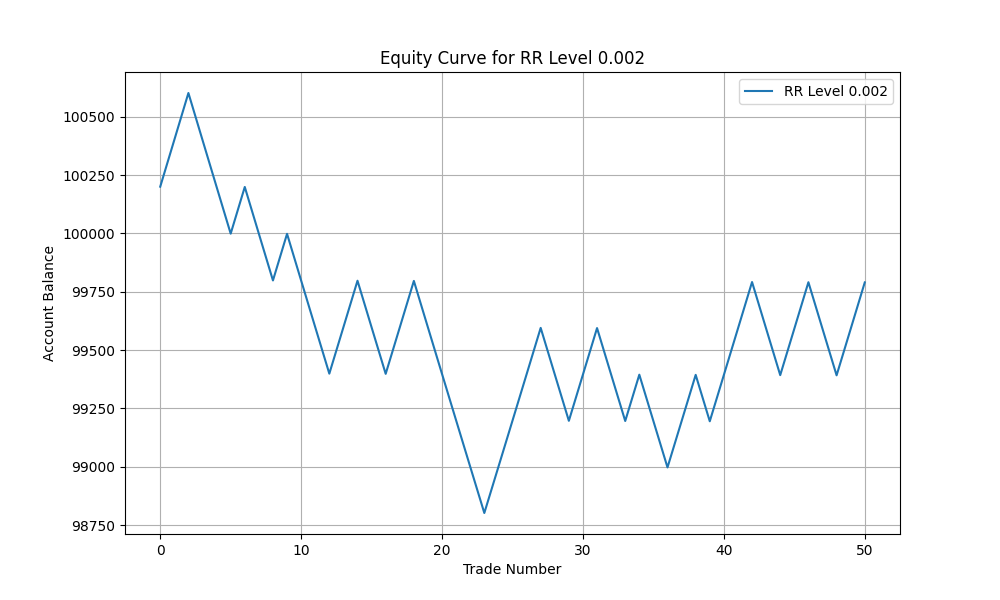 Equity Curve for RR Level 0.002
RR Level 0.002
Account Balance
100500
100250
100000
99750
99500
99250
99000
98750
0 10 20 30 40 50
Trade Number